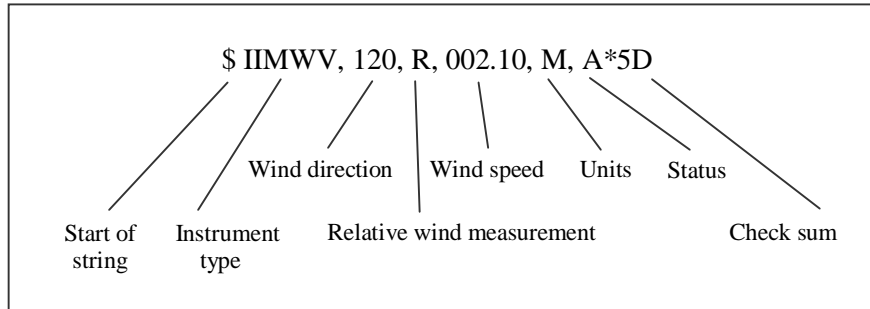 $ IIMWV, 120, R, 002.10, M, A*5D
Wind direction Wind speed Units Status
Start of Instrument Relative wind measurement Check sum
string type